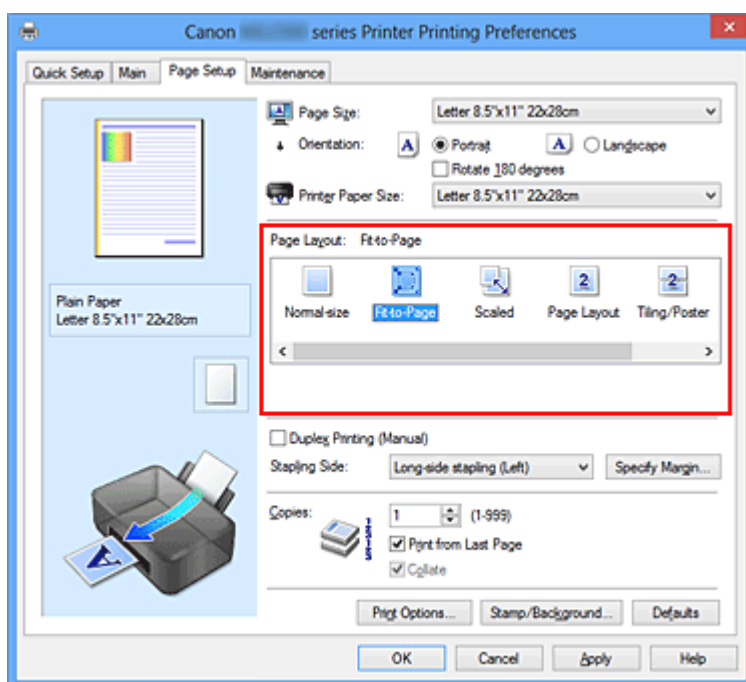 Canon series Printer Printing Preferences
Quick Setup Main Page Setup Maintenance
Page Size: Letter 8.5"x11" 22x28cm
Orientation: A Portrait A Landscape
Rotate 180 degrees
Printer Paper Size: Letter 8.5"x11" 22x28cm
Page Layout: Fit-to-Page
Plain Paper
Letter 8.5"x11" 22x28cm
2 2
Normal-size Fit-to-Page Scaled Page Layout Tiling/Poster
Duplex Printing (Manual)
Stapling Side: Long-side stapling (Left) Specify Margin...
Copies: 1 (1-999)
Print from Last Page
Collate
A
Print Options... Stamp/Background... Defaults
OK Cancel Apply Help